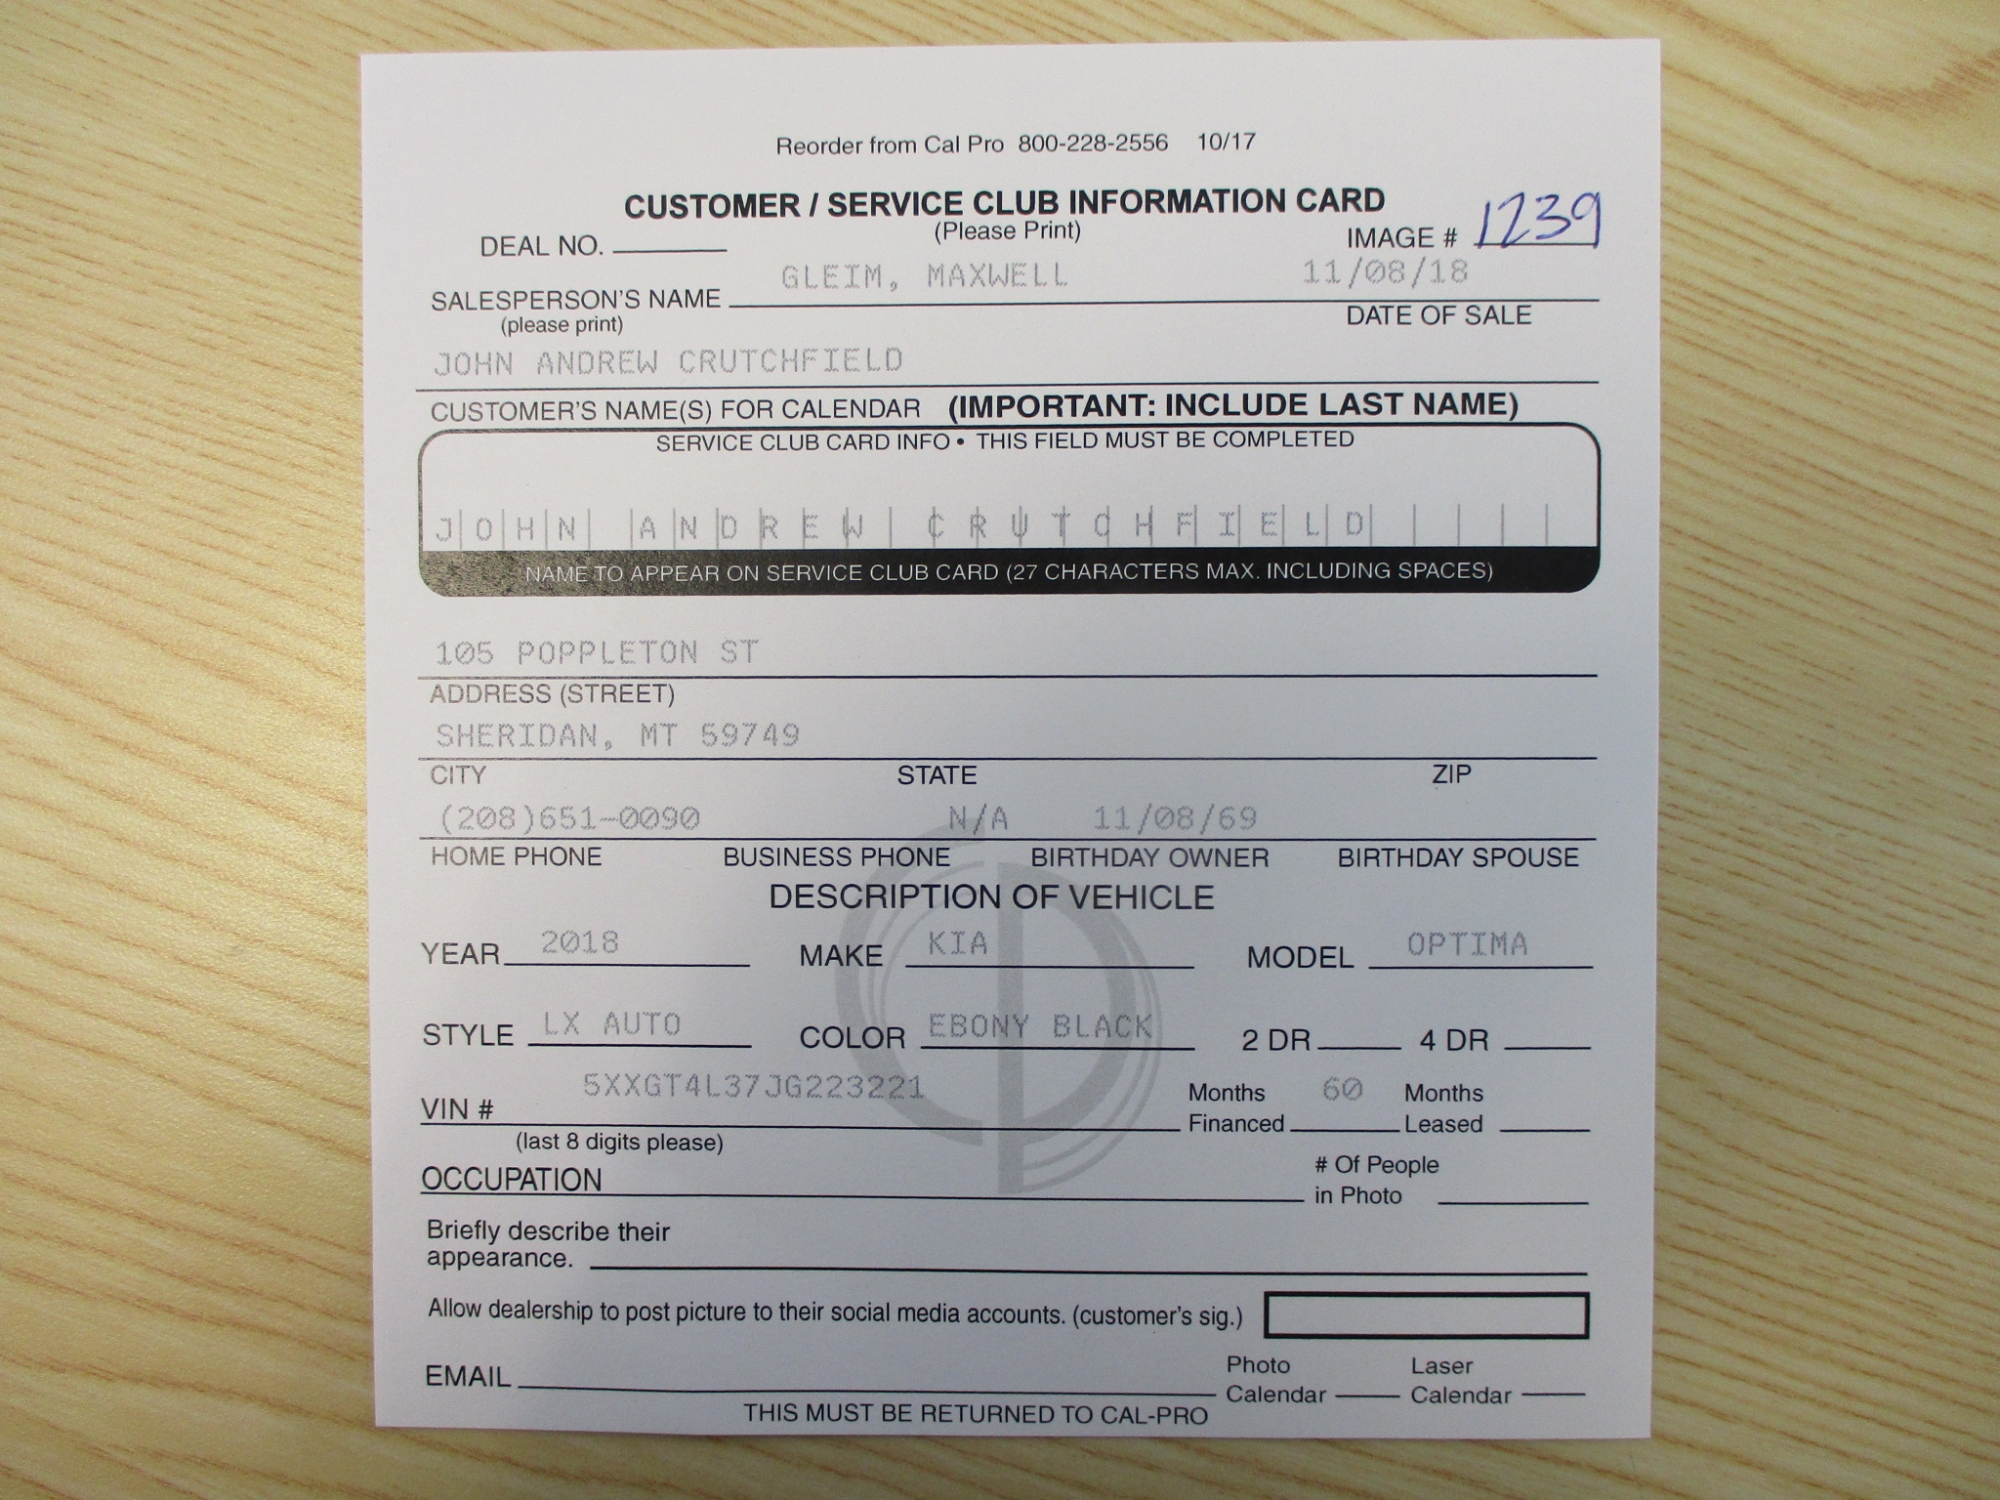 Reorder from Cal Pro 800-228-2556 10/17
CUSTOMER / SERVICE CLUB INFORMATION CARD
(Please Print)
DEAL NO. IMAGE # 1239
GLEIM, MAXWELL 11/08/18
SALESPERSON'S NAME DATE OF SALE
(please print)
JOHN ANDREW CRUTCHFIELD
CUSTOMER'S NAME(S) FOR CALENDAR (IMPORTANT: INCLUDE LAST NAME)
SERVICE CLUB CARD INFO • THIS FIELD MUST BE COMPLETED
JOHN ANDREW CRUTCHFIELD
NAME TO APPEAR ON SERVICE CLUB CARD (27 CHARACTERS MAX. INCLUDING SPACES)
105 POPPLETON ST
ADDRESS (STREET)
SHERIDAN, MT 59749
CITY STATE ZIP
(208)651-0090 N/A 11/08/69
HOME PHONE BUSINESS PHONE BIRTHDAY OWNER BIRTHDAY SPOUSE
DESCRIPTION OF VEHICLE
YEAR 2018 MAKE KIA MODEL OPTIMA
STYLE LX AUTO COLOR EBONY BLACK 2 DR 4 DR
VIN # 5XXGT4L37JG223221 Months Financed 60 Months Leased
(last 8 digits please)
OCCUPATION # Of People in Photo
Briefly describe their
appearance.
Allow dealership to post picture to their social media accounts. (customer's sig.)
EMAIL Photo Calendar Laser Calendar
THIS MUST BE RETURNED TO CAL-PRO